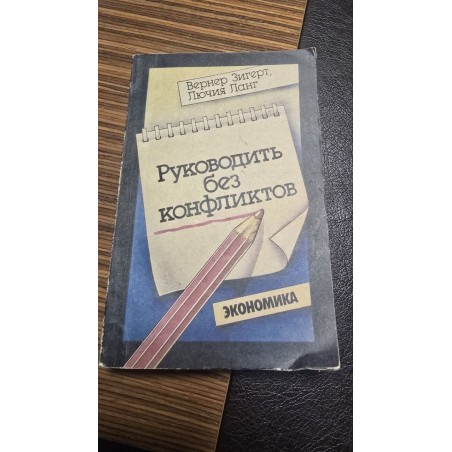 Вернер Зигерт,
Лючия Ланг
Руководить
без
конфликтов
ЭКОНОМИКА